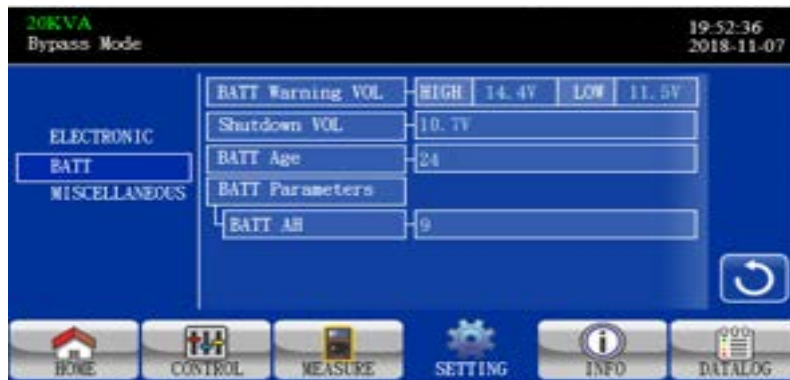 20KVA
Bypass Mode
19:52:36
2018-11-07
ELECTRONIC
BATT
MISCELLANEOUS
BATT Warning VOL HIGH 14.4V LOW 11.5V
Shutdown VOL 10.7V
BATT Age 24
BATT Parameters
BATT AH 9
HOME CONTROL MEASURE SETTING INFO DATALOG